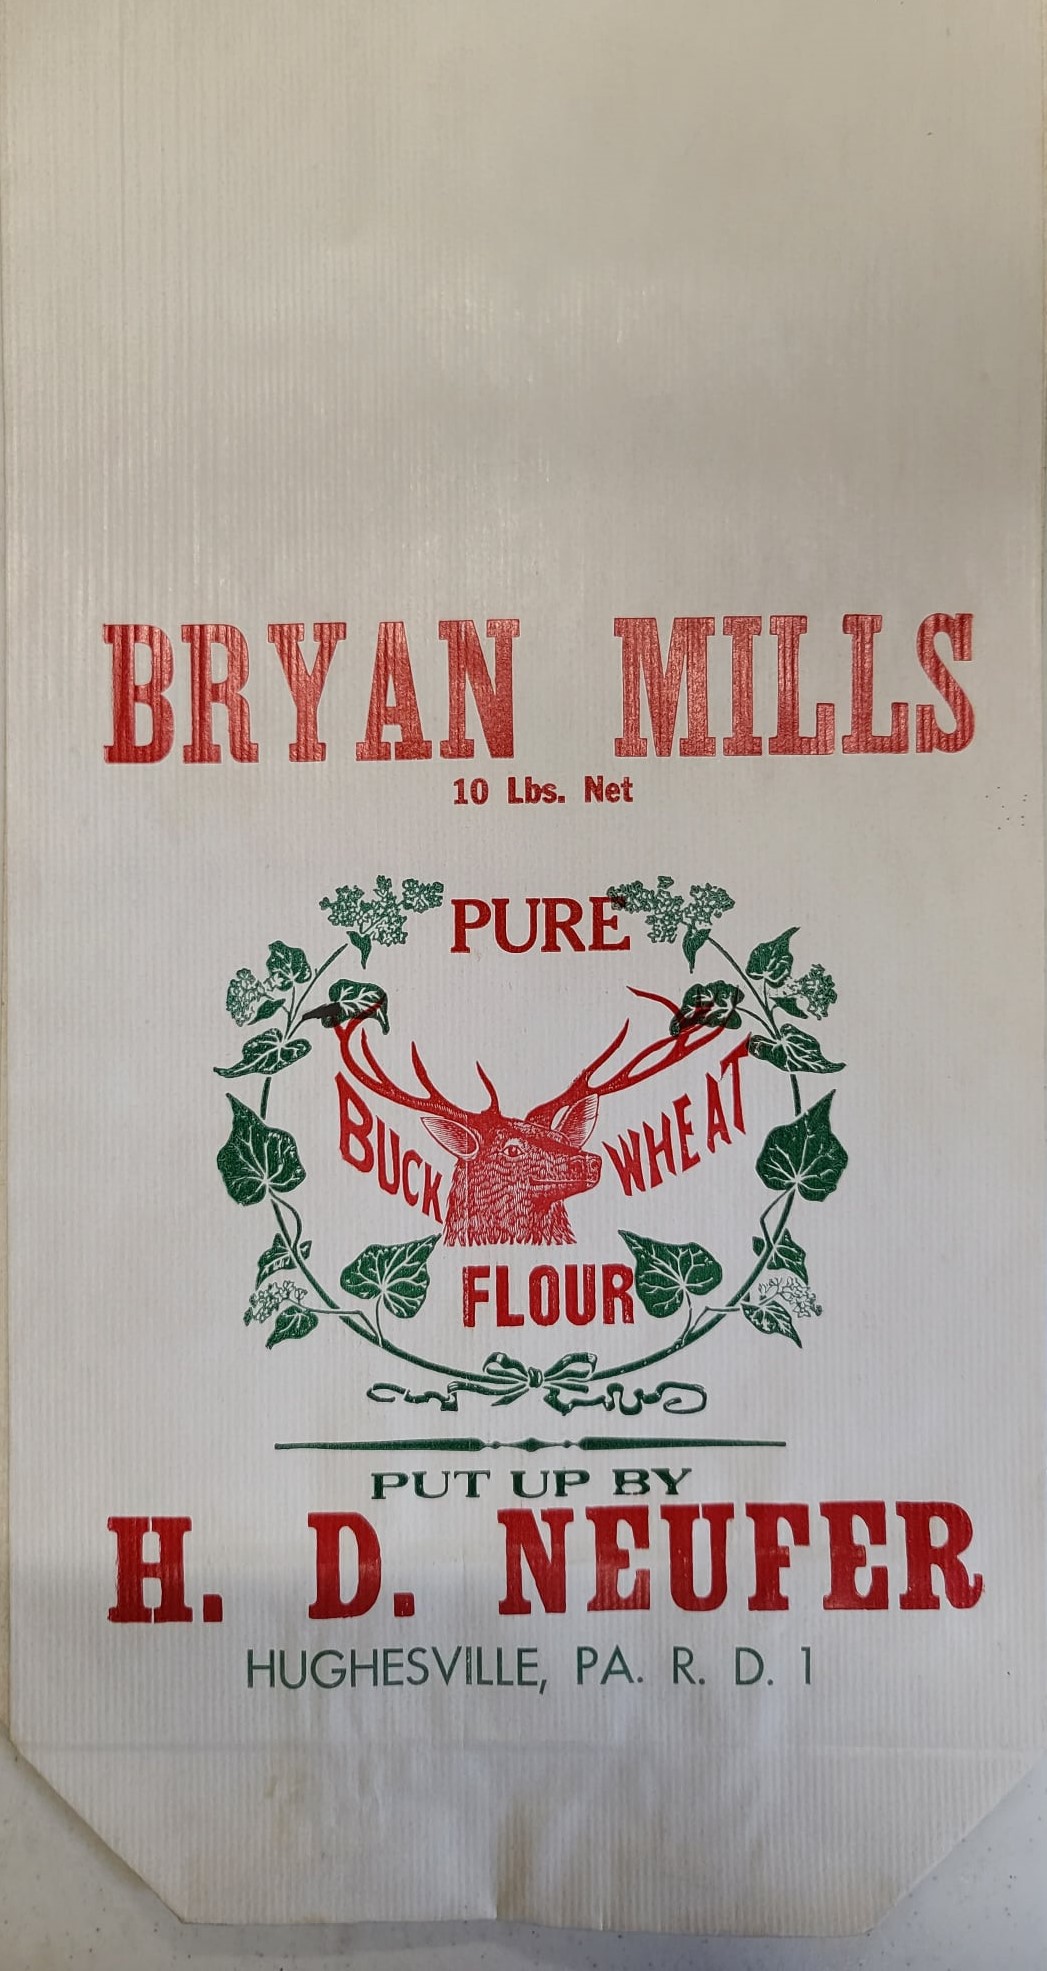 BRYAN MILLS
10 Lbs. Net
PURE
BUCK WHEAT
FLOUR
PUT UP BY
H. D. NEUFER
HUGHESVILLE, PA. R. D. 1